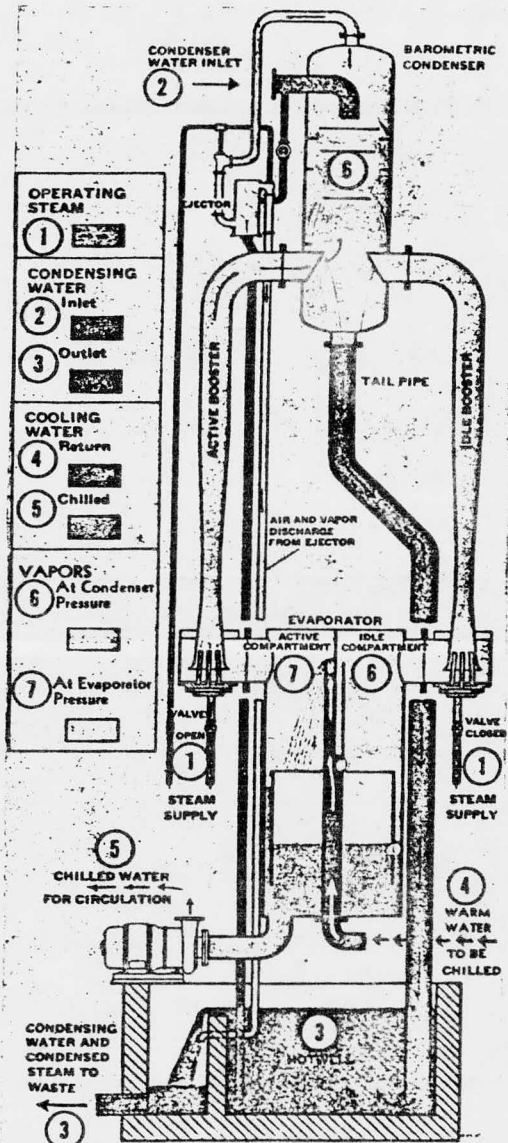 CONDENSER
WATER INLET
2
BAROMETRIC
CONDENSER
6
EJECTOR
OPERATING
STEAM
1
CONDENSING
WATER
2 Inlet
3 Outlet
COOLING
WATER
4 Return
5 Chilled
VAPORS
6 At Condenser
Pressure
7 At Evaporator
Pressure
ACTIVE BOOSTER
IDLE BOOSTER
TAIL PIPE
AIR AND VAPOR
DISCHARGE
FROM EJECTOR
EVAPORATOR
ACTIVE
COMPARTMENT
7
IDLE
COMPARTMENT
6
VALVE
OPEN
1
STEAM
SUPPLY
VALVE
CLOSED
1
STEAM
SUPPLY
5
CHILLED WATER
FOR CIRCULATION
4
WARM
WATER
TO BE
CHILLED
3
HOTWELL
CONDENSING
WATER AND
CONDENSED
STEAM TO
WASTE
3